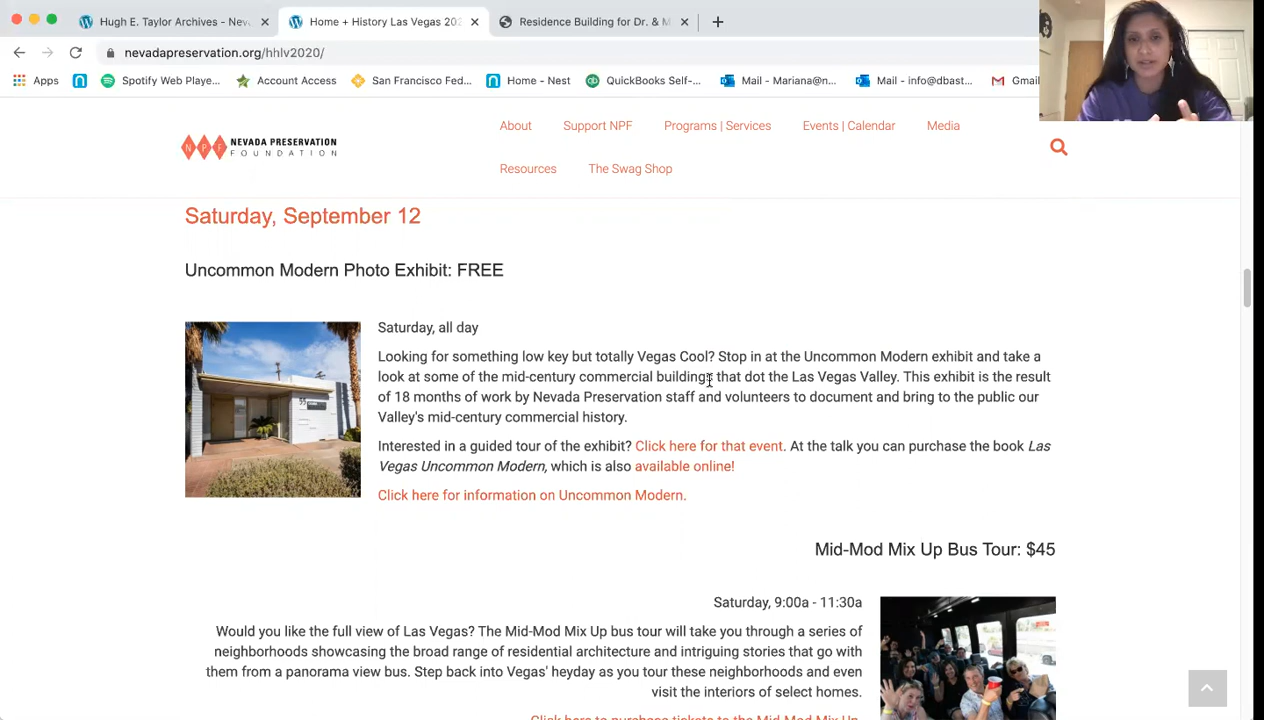 Hugh E. Taylor Archives - Nev
Home + History Las Vegas 202
Residence Building for Dr. & M
nevadapreservation.org/hhlv2020/
Apps
Spotify Web Playe...
Account Access
San Francisco Fed...
Home - Nest
QuickBooks Self-...
Mail - Mariana@n...
Mail - info@dbast...
Gmail
NPF
NEVADA PRESERVATION
FOUNDATION
About
Support NPF
Programs | Services
Events | Calendar
Media
Resources
The Swag Shop
Saturday, September 12
Uncommon Modern Photo Exhibit: FREE
Saturday, all day
Looking for something low key but totally Vegas Cool? Stop in at the Uncommon Modern exhibit and take a
look at some of the mid-century commercial buildings that dot the Las Vegas Valley. This exhibit is the result
of 18 months of work by Nevada Preservation staff and volunteers to document and bring to the public our
Valley's mid-century commercial history.
Interested in a guided tour of the exhibit? Click here for that event. At the talk you can purchase the book Las
Vegas Uncommon Modern, which is also available online!
Click here for information on Uncommon Modern.
Mid-Mod Mix Up Bus Tour: $45
Saturday, 9:00a - 11:30a
Would you like the full view of Las Vegas? The Mid-Mod Mix Up bus tour will take you through a series of
neighborhoods showcasing the broad range of residential architecture and intriguing stories that go with
them from a panorama view bus. Step back into Vegas' heyday as you tour these neighborhoods and even
visit the interiors of select homes.
Click here to purchase tickets to the Mid-Mod Mix Up.